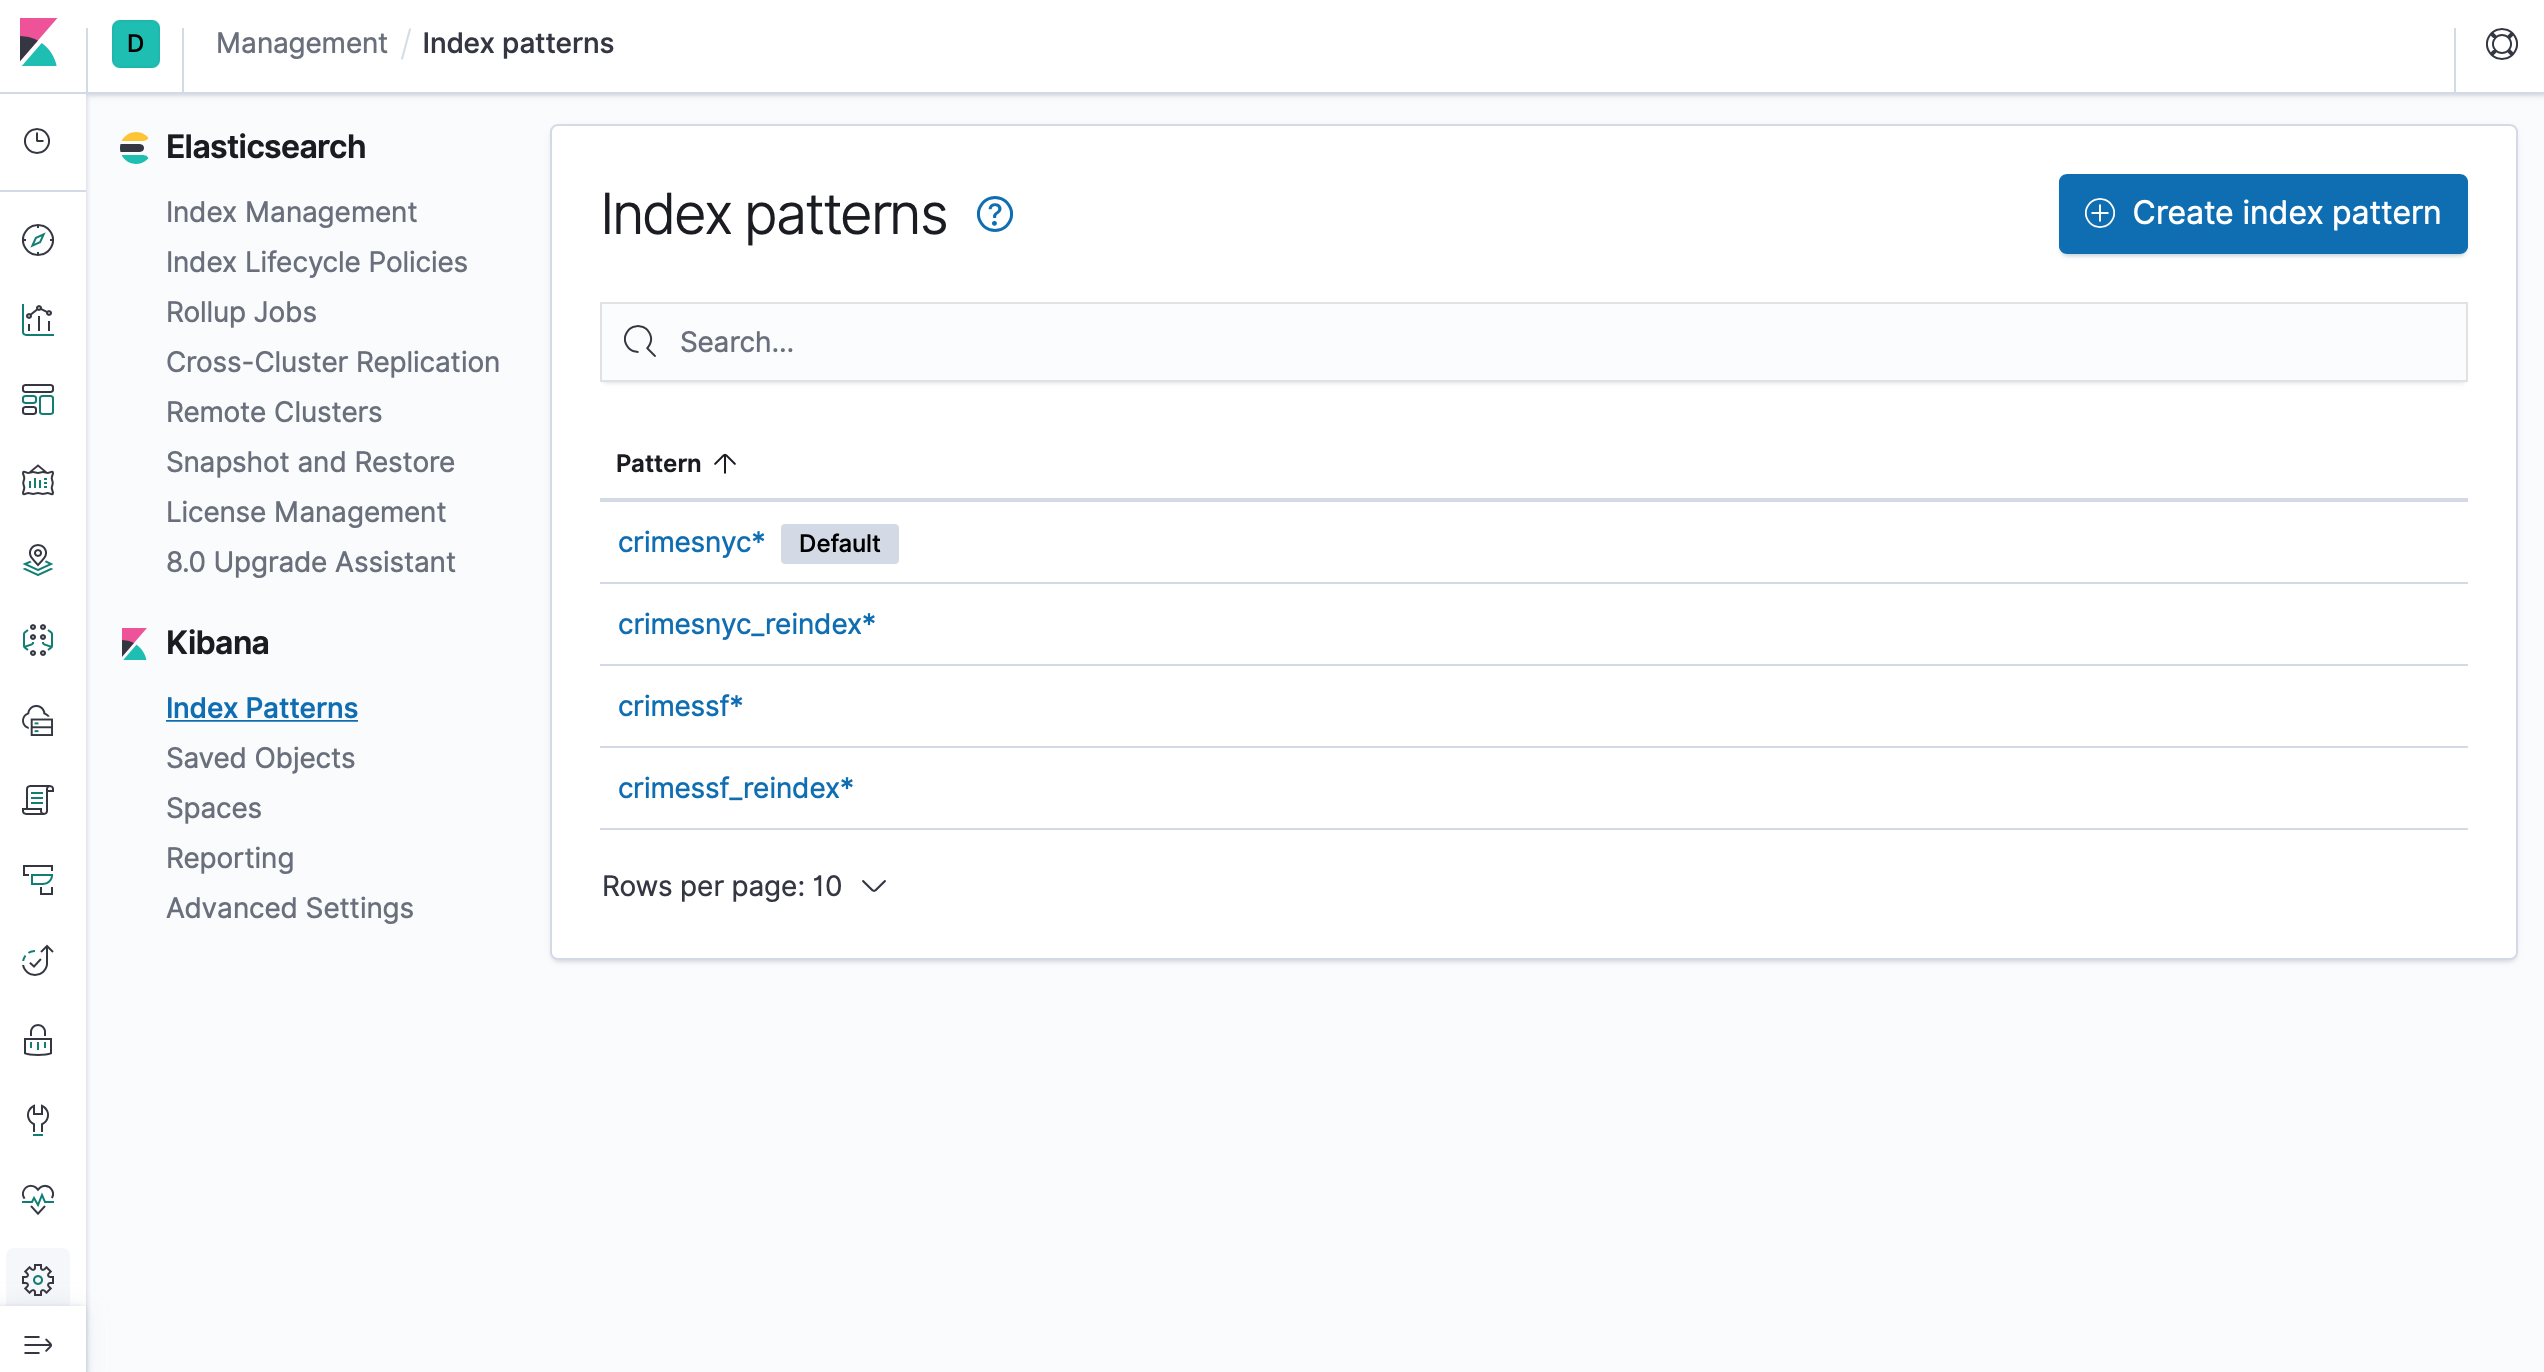 D
Management / Index patterns
Elasticsearch
Index Management
Index Lifecycle Policies
Rollup Jobs
Cross-Cluster Replication
Remote Clusters
Snapshot and Restore
License Management
8.0 Upgrade Assistant
Kibana
Index Patterns
Saved Objects
Spaces
Reporting
Advanced Settings
Index patterns ?
Create index pattern
Search...
Pattern ↑
crimesnyc* Default
crimesnyc_reindex*
crimessf*
crimessf_reindex*
Rows per page: 10